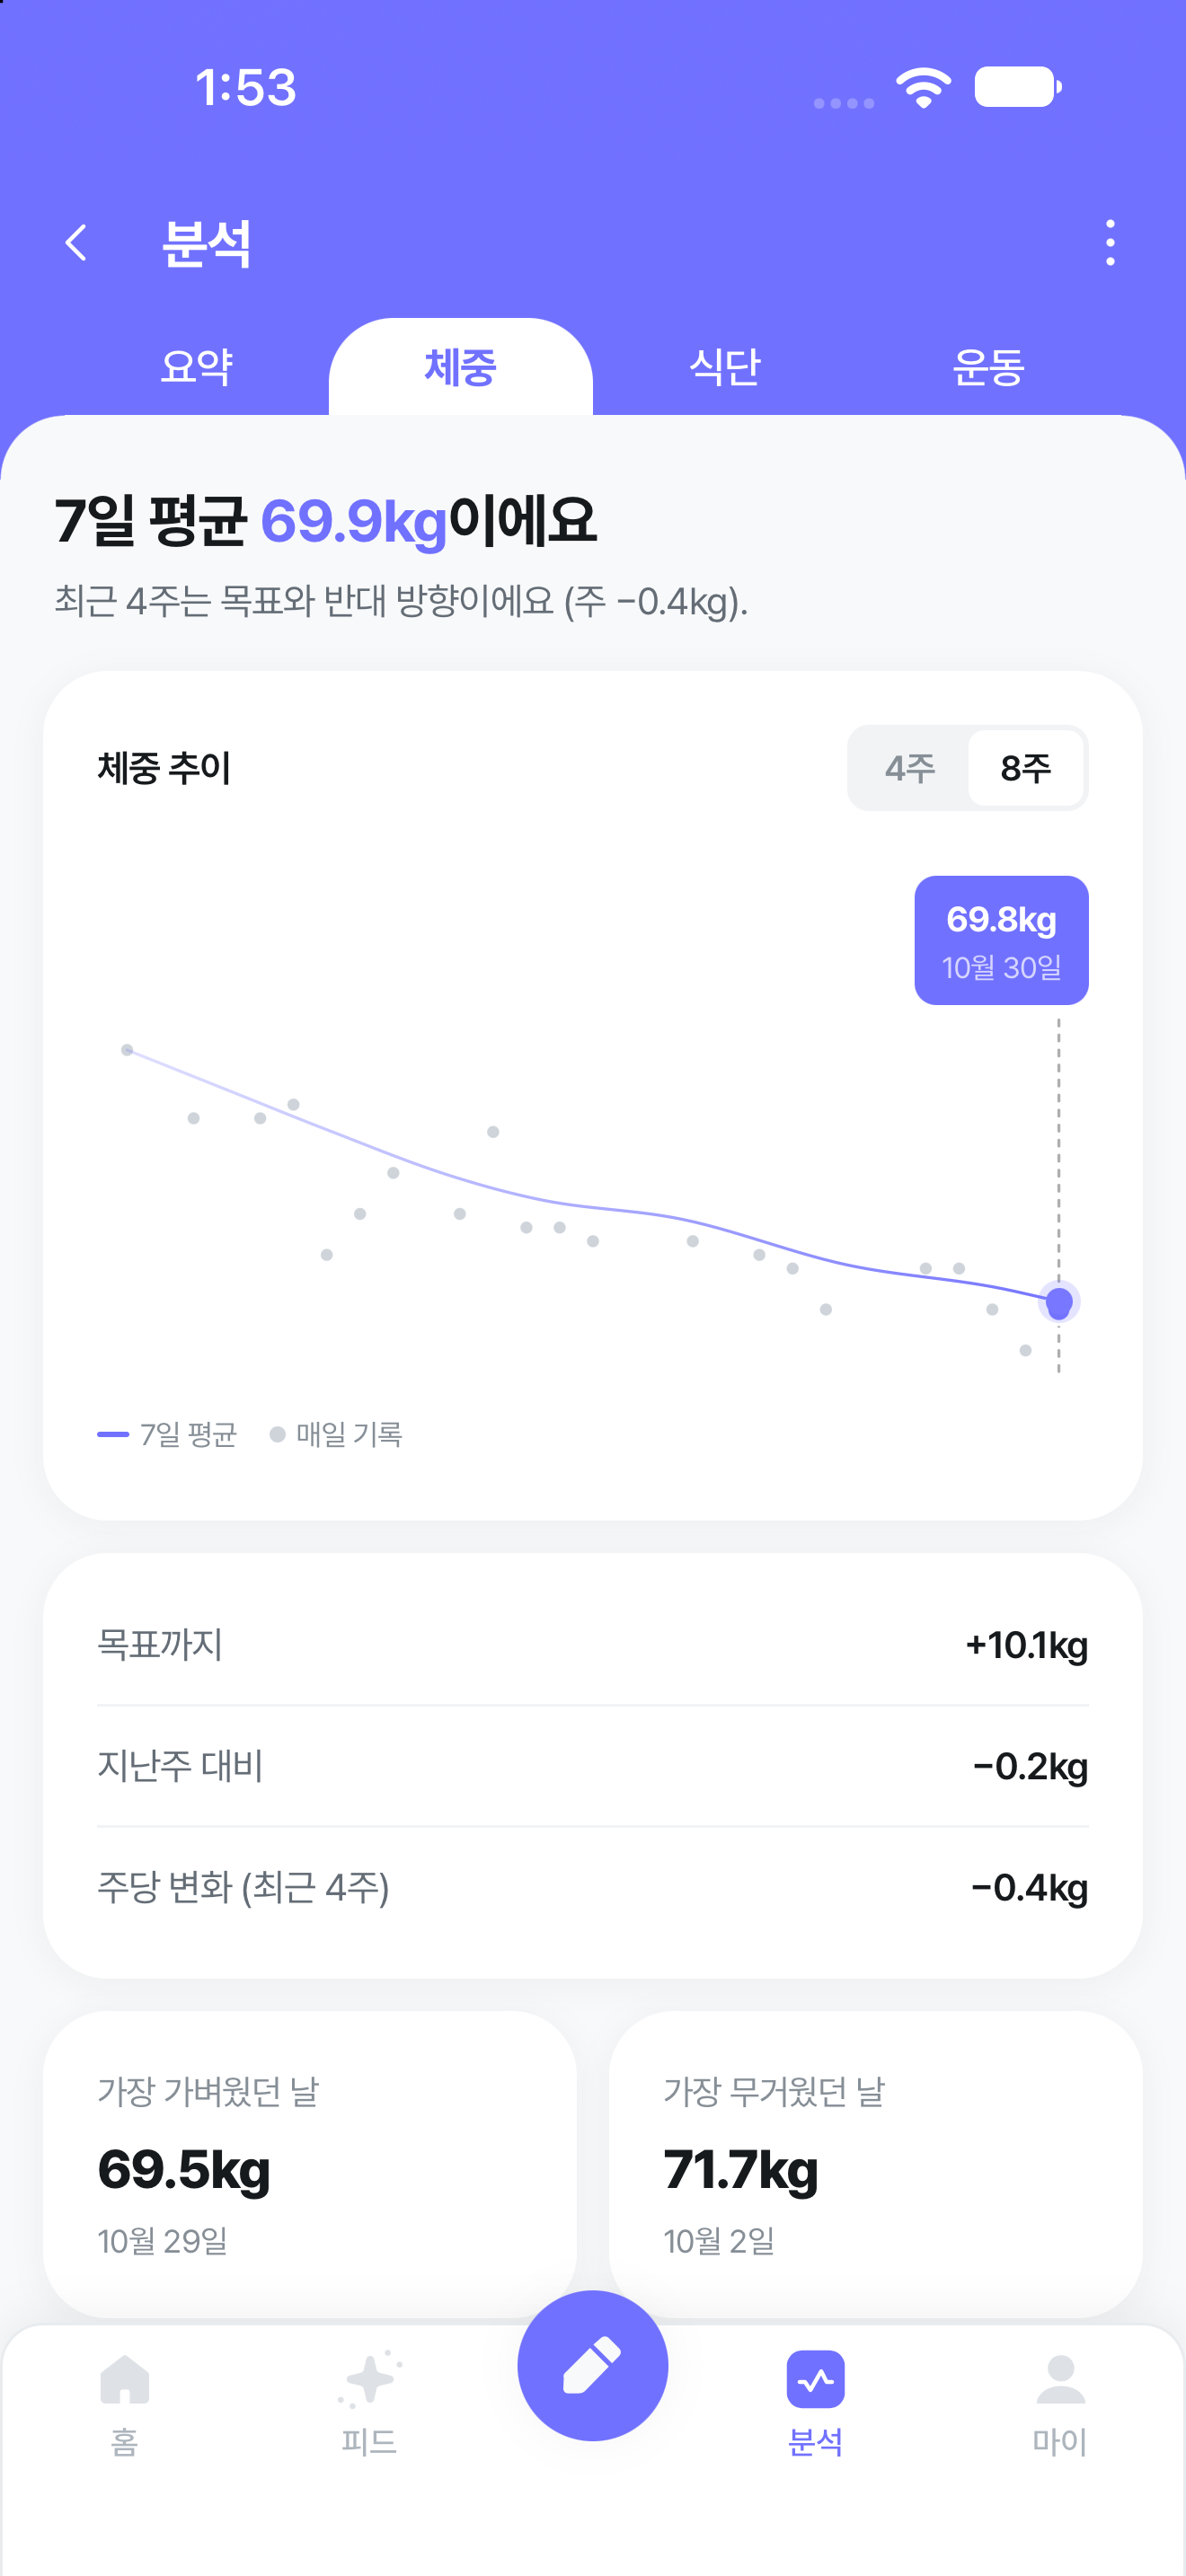 1:53
분석
요약 체중 식단 운동
7일 평균 69.9kg이에요
최근 4주는 목표와 반대 방향이에요 (주 −0.4kg).
체중 추이 4주 8주
69.8kg
10월 30일
7일 평균 매일 기록
목표까지 +10.1kg
지난주 대비 −0.2kg
주당 변화 (최근 4주) −0.4kg
가장 가벼웠던 날 가장 무거웠던 날
69.5kg 71.7kg
10월 29일 10월 2일
홈 피드 분석 마이